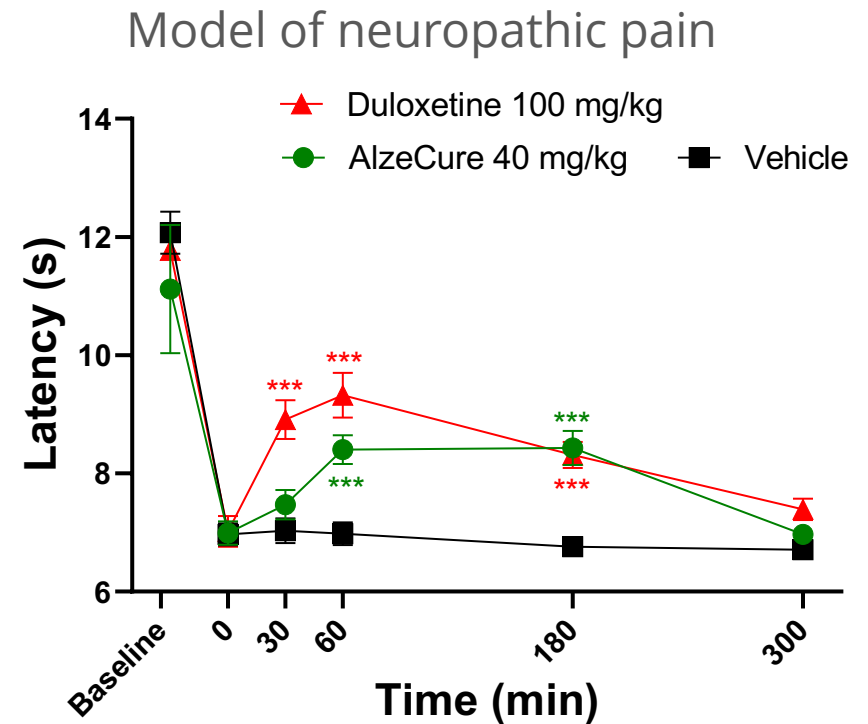 Model of neuropathic pain
Duloxetine 100 mg/kg
AlzeCure 40 mg/kg Vehicle
14
12
10
8
6
Latency (s)
***
***
***
***
***
Baseline 0 30 60 180 300
Time (min)